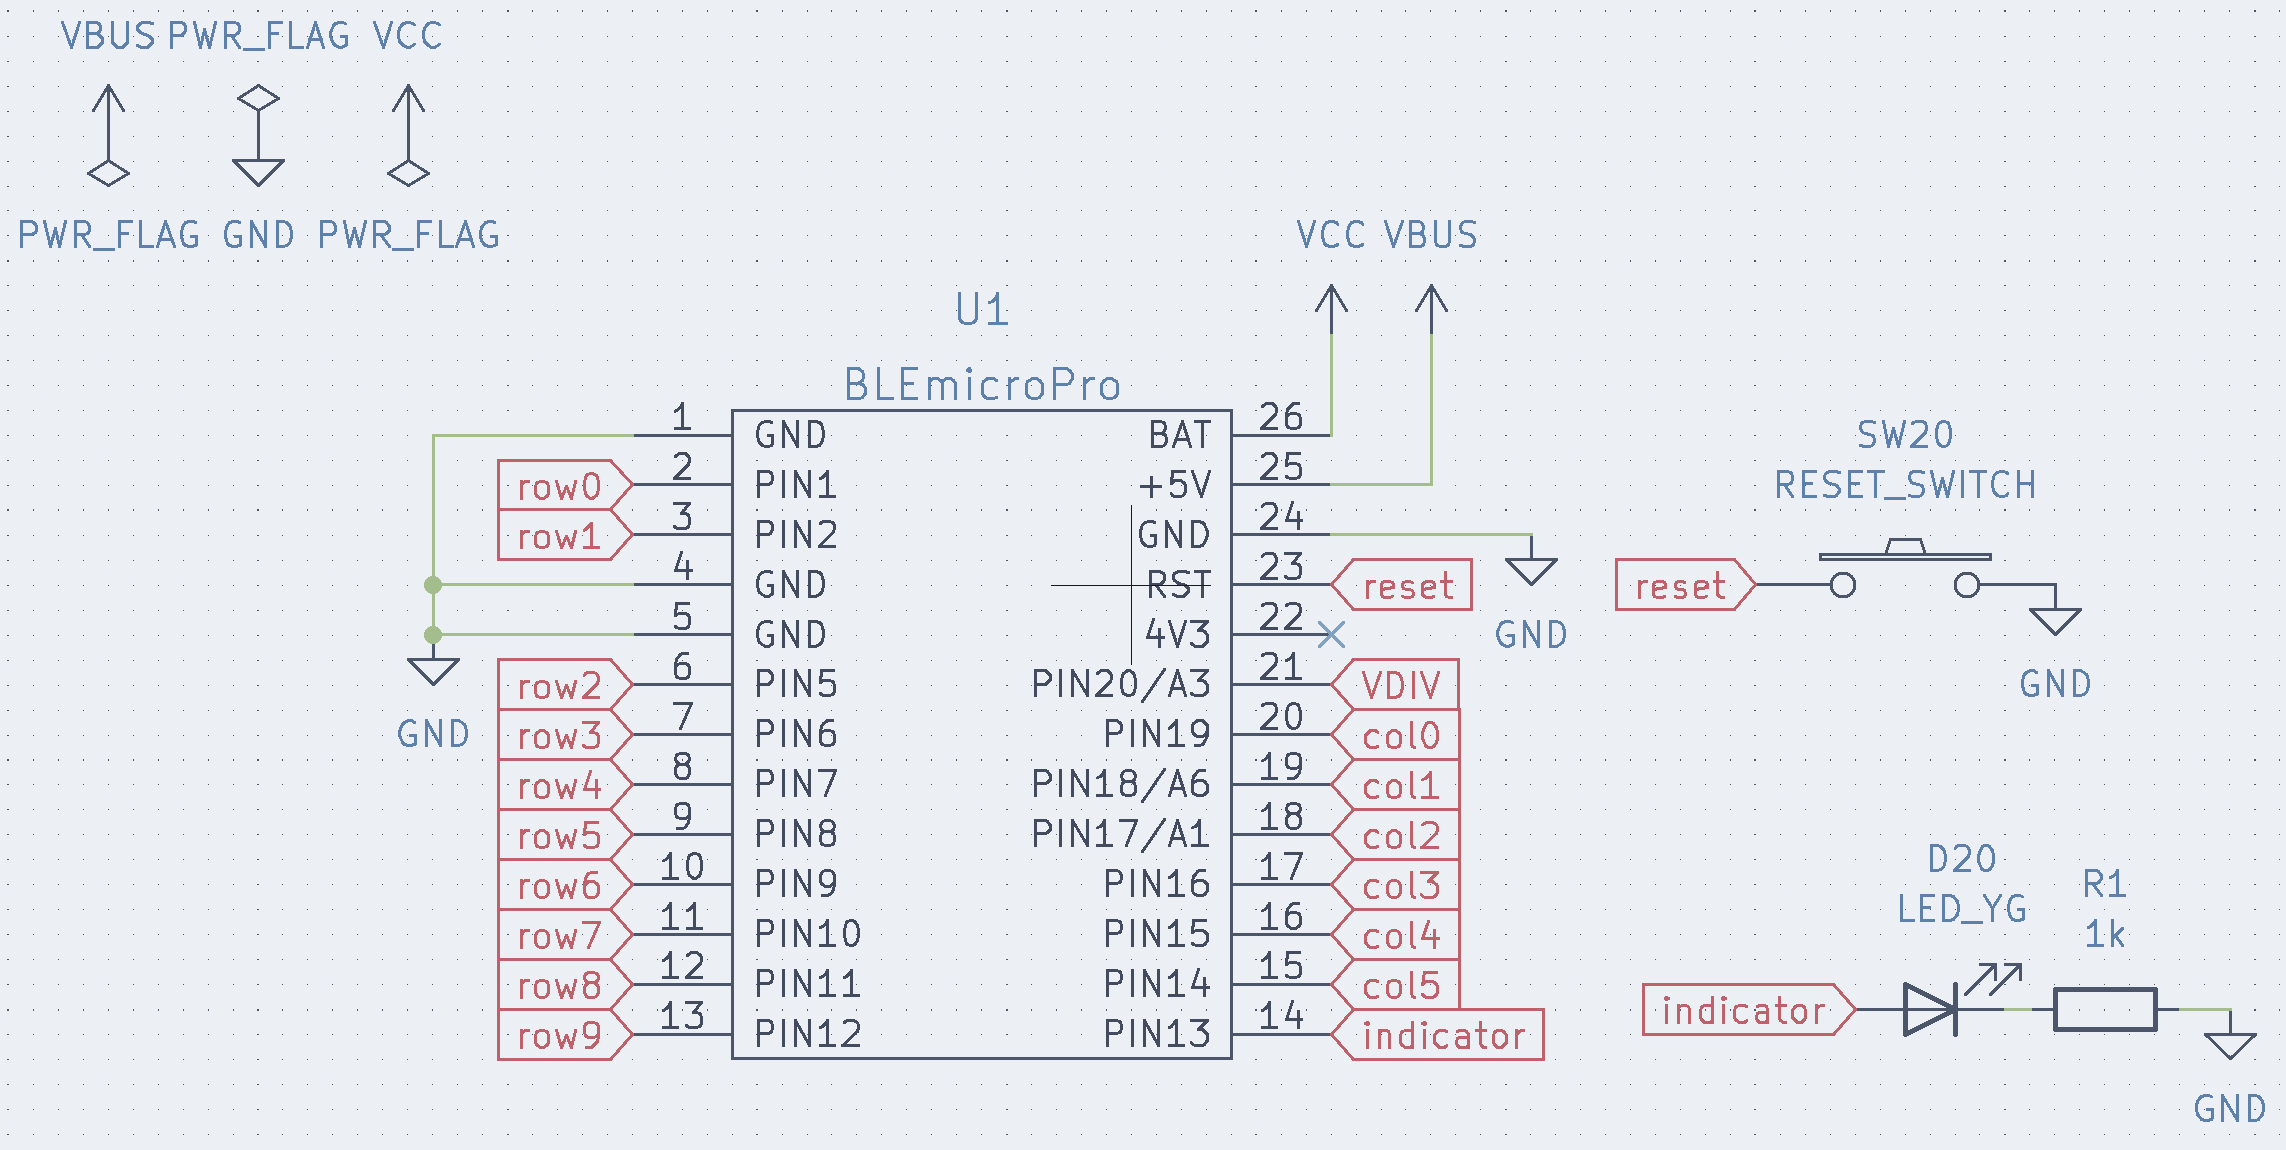 VBUS PWR_FLAG VCC
PWR_FLAG GND PWR_FLAG
VCC VBUS
U1
BLEmicroPro
1 GND BAT 26
row0 2 PIN1 +5V 25
row1 3 PIN2 GND 24
4 GND RST 23 reset
5 GND 4V3 22
GND
row2 6 PIN5 PIN20/A3 21 VDIV
row3 7 PIN6 PIN19 20 col0
GND
row4 8 PIN7 PIN18/A6 19 col1
row5 9 PIN8 PIN17/A1 18 col2
row6 10 PIN9 PIN16 17 col3
row7 11 PIN10 PIN15 16 col4
row8 12 PIN11 PIN14 15 col5
row9 13 PIN12 PIN13 14 indicator
SW20
RESET_SWITCH
reset
GND
D20
LED_YG
R1
1k
indicator
GND